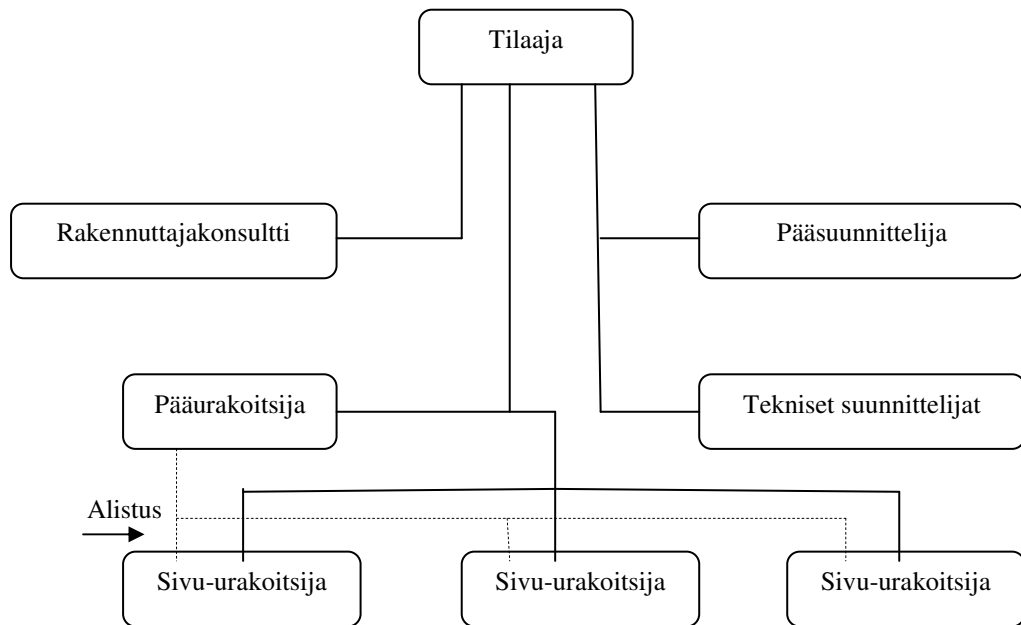 Tilaaja
Rakennuttajakonsultti
Pääsuunnittelija
Pääurakoitsija
Tekniset suunnittelijat
Alistus
Sivu-urakoitsija
Sivu-urakoitsija
Sivu-urakoitsija